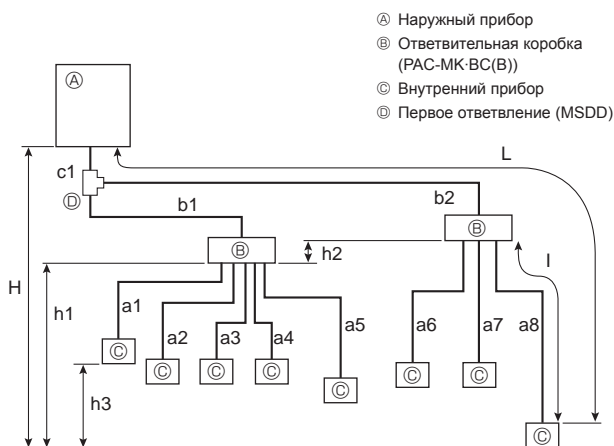 Ⓐ Наружный прибор
Ⓑ Ответвительная коробка
(PAC-MK·BC(B))
Ⓒ Внутренний прибор
Ⓓ Первое ответвление (MSDD)
Ⓐ
L
c1
Ⓓ
b1
b2
Ⓑ
Ⓑ
h2
I
H
h1
a1
a2
a3
a4
a5
a6
a7
a8
Ⓒ
Ⓒ
Ⓒ
Ⓒ
Ⓒ
Ⓒ
Ⓒ
h3
Ⓒ